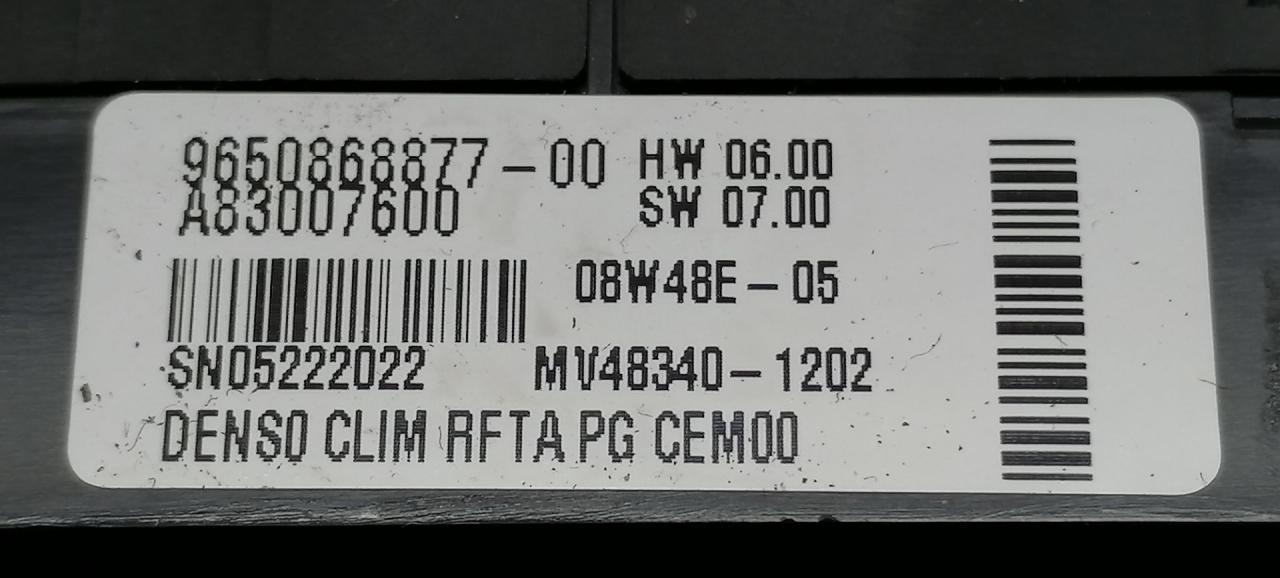 9650868877-00 HW 06.00
A83007600 SW 07.00
08W48E-05
SN05222022 MV48340-1202
DENSO CLIM RFTA PG CEM00